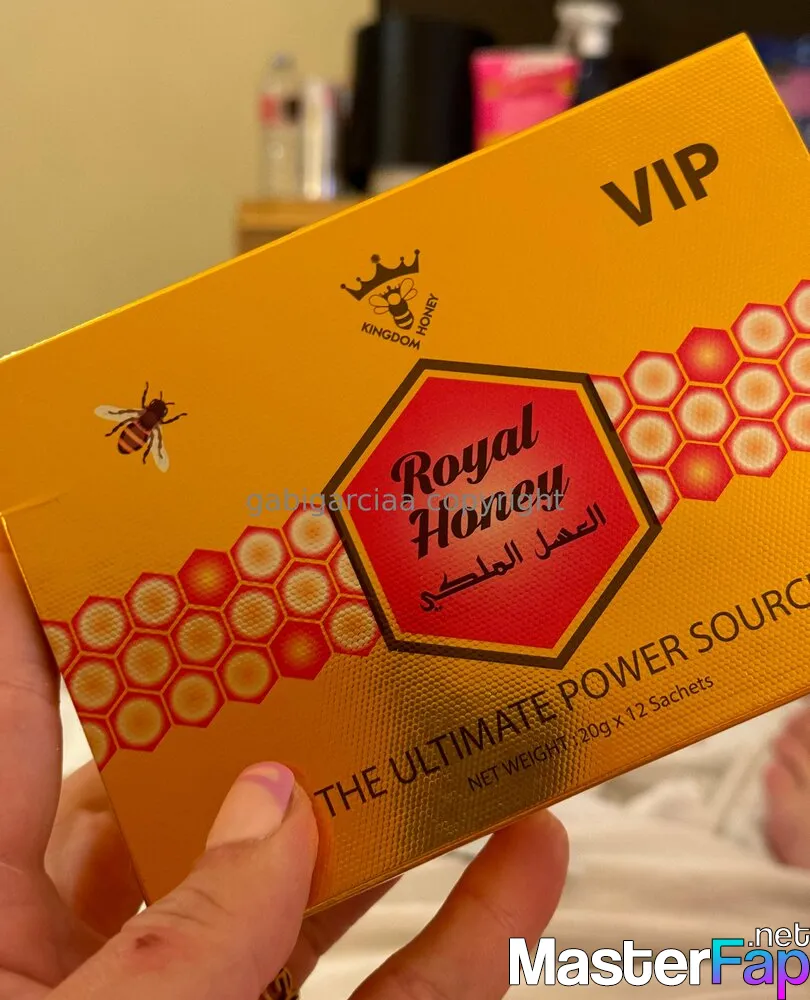 VIP
KINGDOM HONEY
Royal
Honey
العسل الملكي
gabigarciaa copyright
THE ULTIMATE POWER SOURC
NET WEIGHT : 20g x 12 Sachets
MasterFap.net